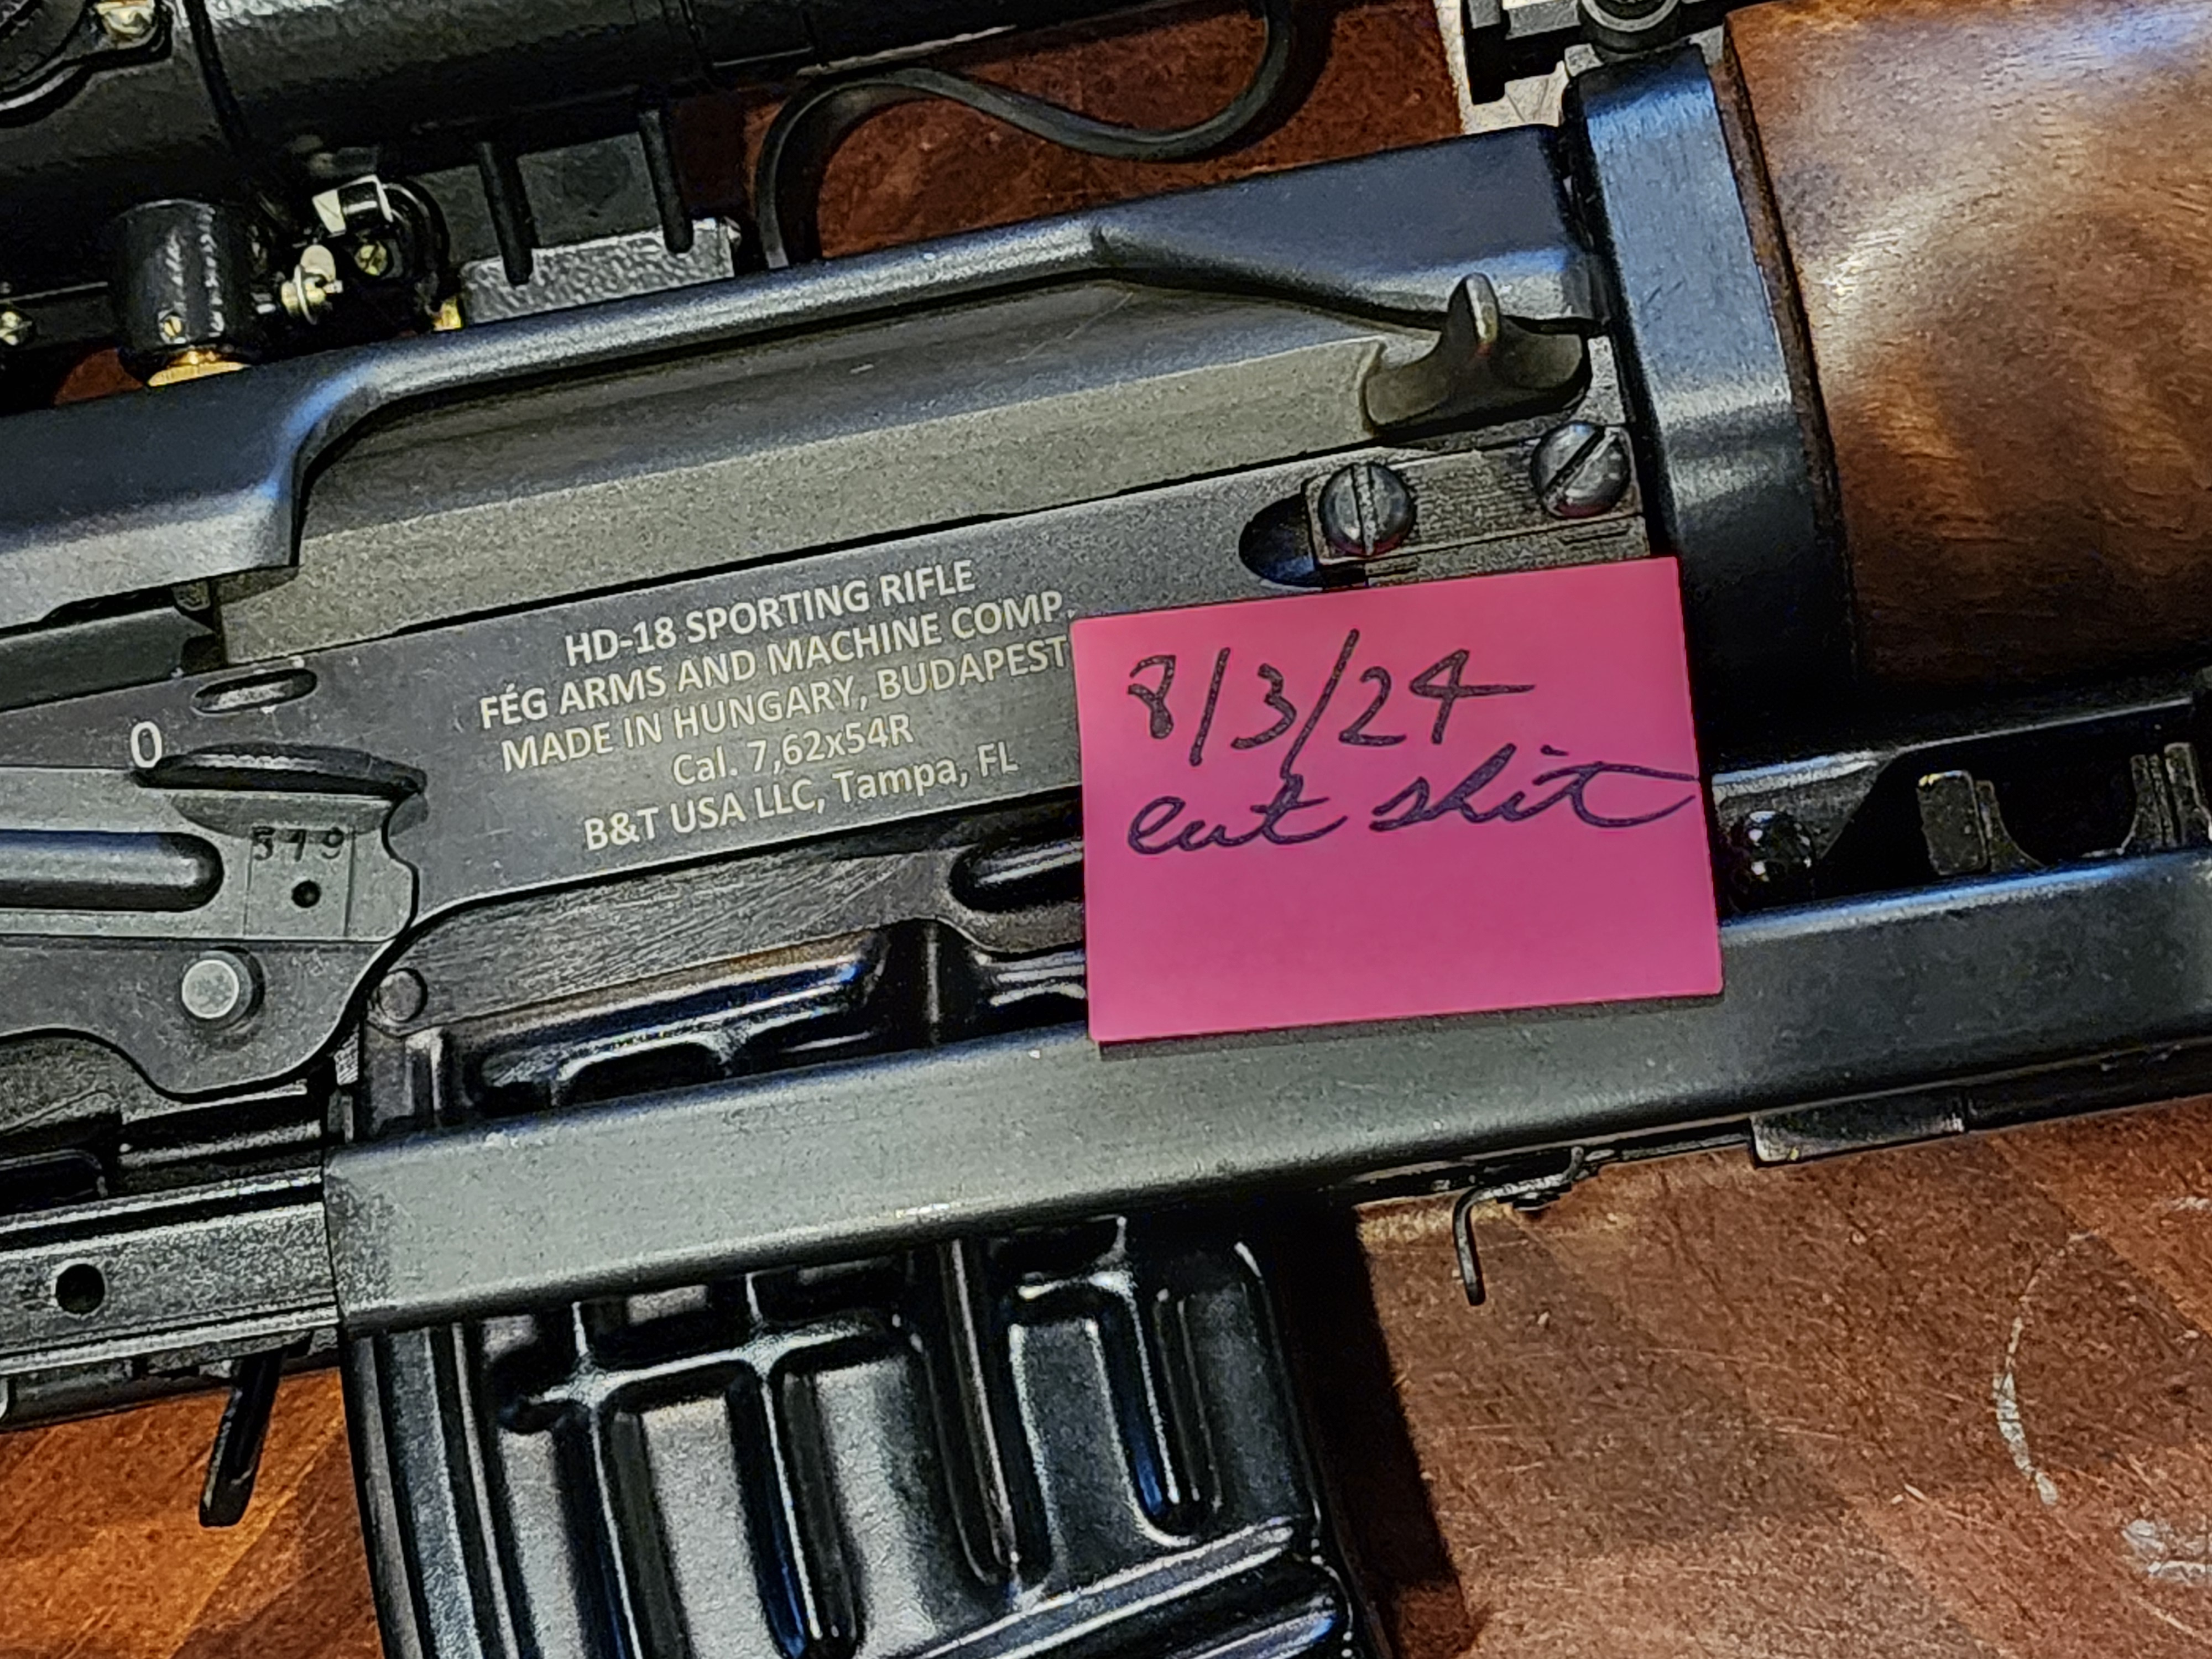 HD-18 SPORTING RIFLE
FÉG ARMS AND MACHINE COMP.
MADE IN HUNGARY, BUDAPEST
Cal. 7,62x54R
B&T USA LLC, Tampa, FL
0
519
8/3/24
eat shit